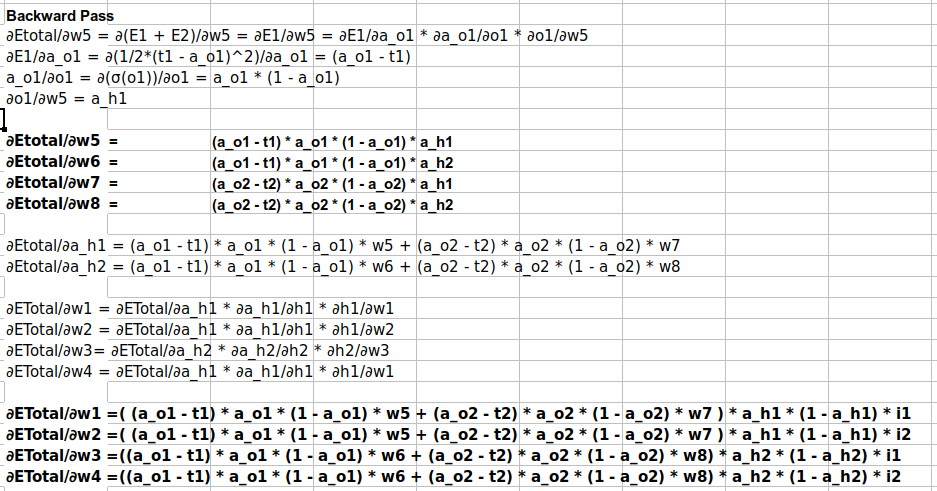 Backward Pass
∂Etotal/∂w5 = ∂(E1 + E2)/∂w5 = ∂E1/∂w5 = ∂E1/∂a_o1 * ∂a_o1/∂o1 * ∂o1/∂w5
∂E1/∂a_o1 = ∂(1/2*(t1 - a_o1)^2)/∂a_o1 = (a_o1 - t1)
a_o1/∂o1 = ∂(σ(o1))/∂o1 = a_o1 * (1 - a_o1)
∂o1/∂w5 = a_h1
∂Etotal/∂w5 = (a_o1 - t1) * a_o1 * (1 - a_o1) * a_h1
∂Etotal/∂w6 = (a_o1 - t1) * a_o1 * (1 - a_o1) * a_h2
∂Etotal/∂w7 = (a_o2 - t2) * a_o2 * (1 - a_o2) * a_h1
∂Etotal/∂w8 = (a_o2 - t2) * a_o2 * (1 - a_o2) * a_h2
∂Etotal/∂a_h1 = (a_o1 - t1) * a_o1 * (1 - a_o1) * w5 + (a_o2 - t2) * a_o2 * (1 - a_o2) * w7
∂Etotal/∂a_h2 = (a_o1 - t1) * a_o1 * (1 - a_o1) * w6 + (a_o2 - t2) * a_o2 * (1 - a_o2) * w8
∂ETotal/∂w1 = ∂ETotal/∂a_h1 * ∂a_h1/∂h1 * ∂h1/∂w1
∂ETotal/∂w2 = ∂ETotal/∂a_h1 * ∂a_h1/∂h1 * ∂h1/∂w2
∂ETotal/∂w3= ∂ETotal/∂a_h2 * ∂a_h2/∂h2 * ∂h2/∂w3
∂ETotal/∂w4 = ∂ETotal/∂a_h1 * ∂a_h1/∂h1 * ∂h1/∂w1
∂ETotal/∂w1 =( (a_o1 - t1) * a_o1 * (1 - a_o1) * w5 + (a_o2 - t2) * a_o2 * (1 - a_o2) * w7 ) * a_h1 * (1 - a_h1) * i1
∂ETotal/∂w2 =( (a_o1 - t1) * a_o1 * (1 - a_o1) * w5 + (a_o2 - t2) * a_o2 * (1 - a_o2) * w7 ) * a_h1 * (1 - a_h1) * i2
∂ETotal/∂w3 =((a_o1 - t1) * a_o1 * (1 - a_o1) * w6 + (a_o2 - t2) * a_o2 * (1 - a_o2) * w8) * a_h2 * (1 - a_h2) * i1
∂ETotal/∂w4 =((a_o1 - t1) * a_o1 * (1 - a_o1) * w6 + (a_o2 - t2) * a_o2 * (1 - a_o2) * w8) * a_h2 * (1 - a_h2) * i2